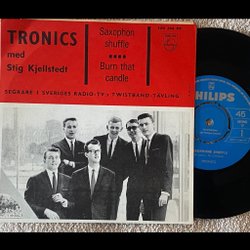 TRONICS
med
Stig Kjellstedt
Saxophon
shuffle
Burn that
candle
SEGRARE I SVERIGES RADIO-TV:s TWISTBAND-TÄVLING
PHILIPS
45